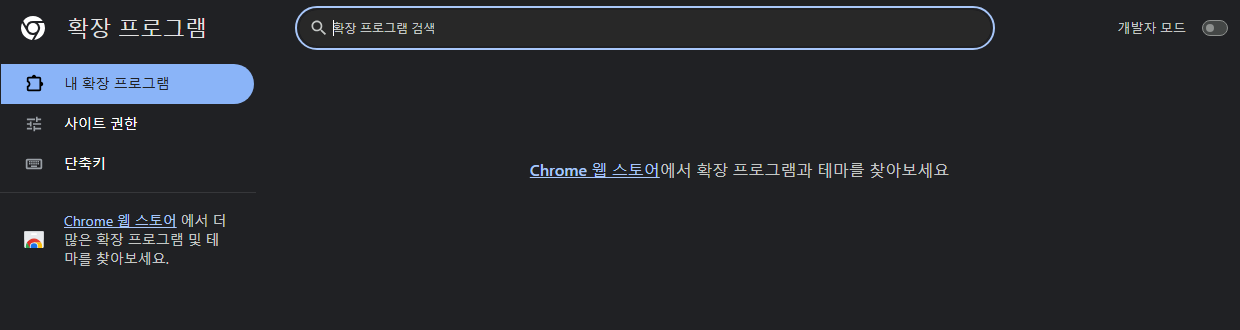 확장 프로그램
확장 프로그램 검색
개발자 모드
내 확장 프로그램
사이트 권한
단축키
Chrome 웹 스토어에서 확장 프로그램과 테마를 찾아보세요
Chrome 웹 스토어 에서 더
많은 확장 프로그램 및 테
마를 찾아보세요.